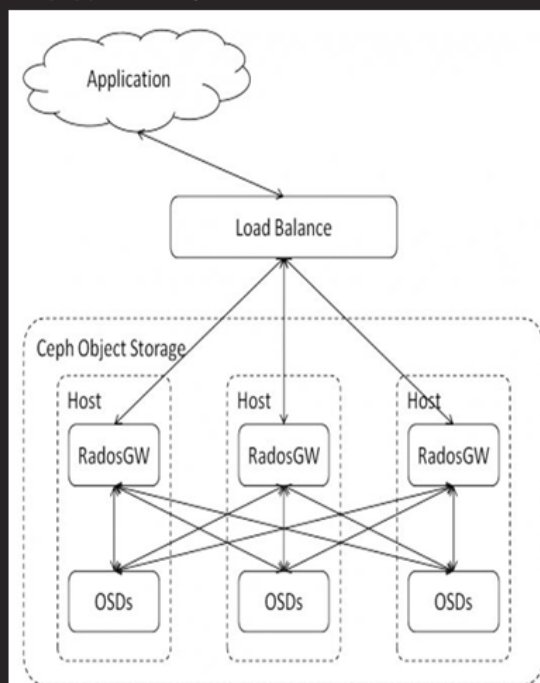 Application
Load Balance
Ceph Object Storage
Host
Host
Host
RadosGW
RadosGW
RadosGW
OSDs
OSDs
OSDs